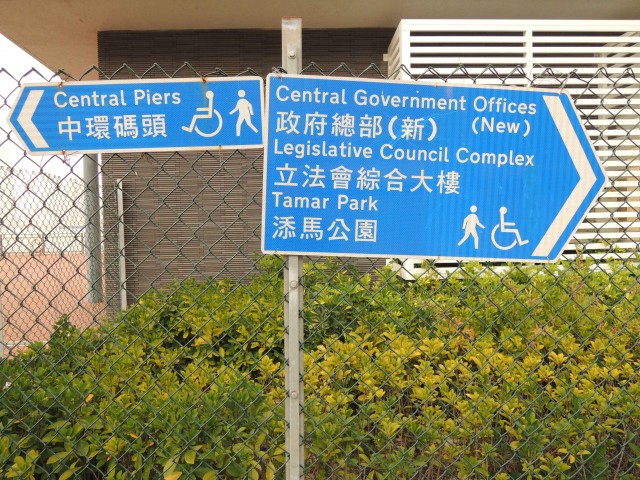 Central Piers
中環碼頭
Central Government Offices
政府總部(新) (New)
Legislative Council Complex
立法會綜合大樓
Tamar Park
添馬公園